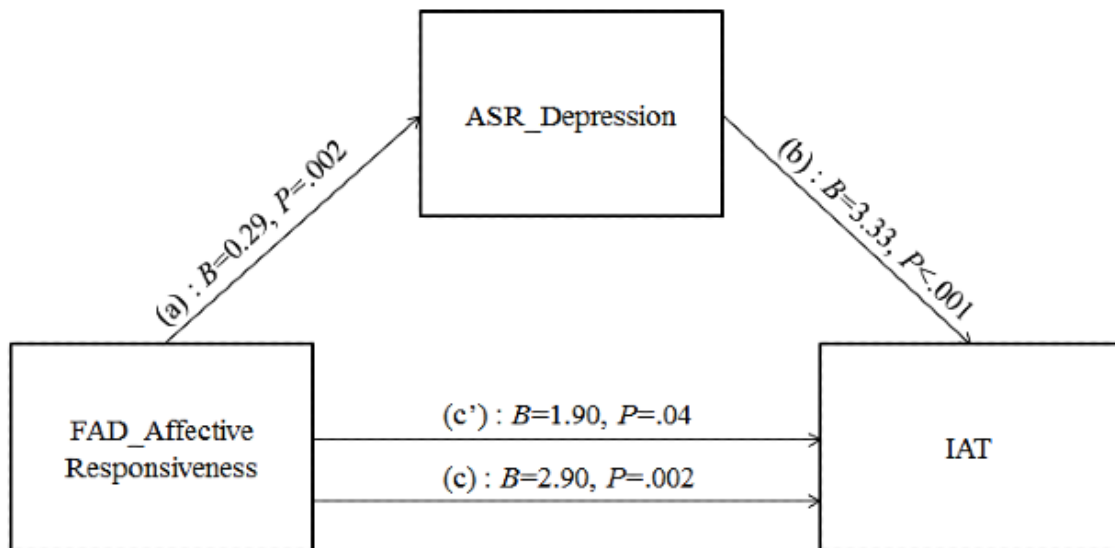 ASR_Depression
(a) : B=0.29, P=.002
(b) : B=3.33, P<.001
FAD_Affective
Responsiveness
(c’) : B=1.90, P=.04
(c) : B=2.90, P=.002
IAT